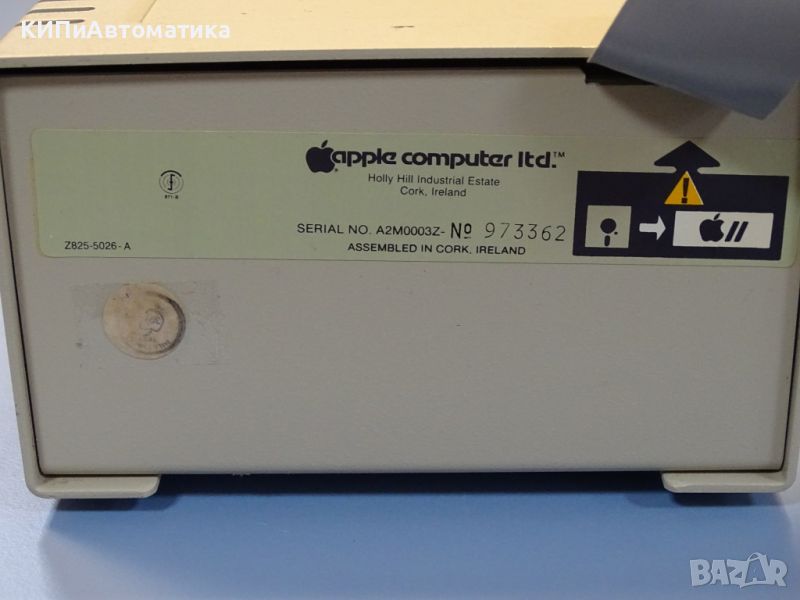 КИПиАвтоматика
apple computer ltd.™
Holly Hill Industrial Estate
Cork, Ireland
SERIAL NO. A2M0003Z- № 973362
ASSEMBLED IN CORK, IRELAND
Z825-5026-A
//
BAZAR